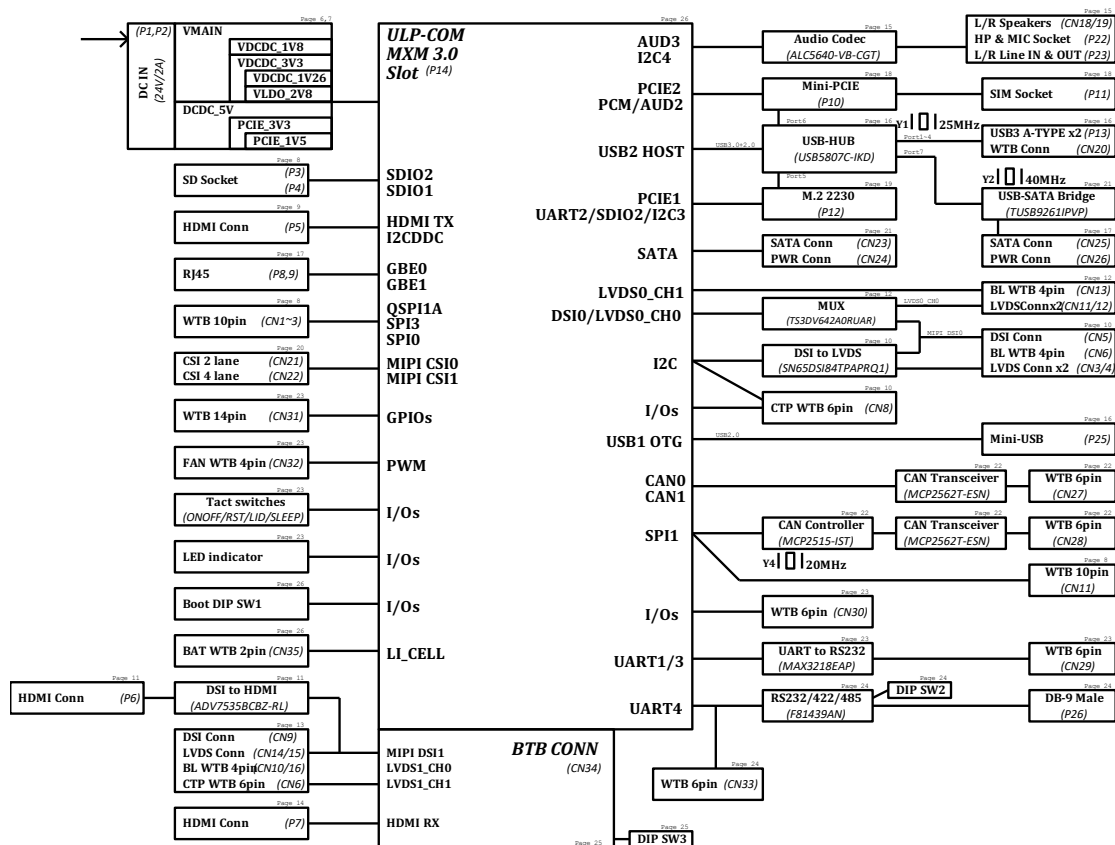 Page 6,7
(P1,P2)
DC IN
(24V/2A)
VMAIN
VDCDC_1V8
VDCDC_3V3
VDCDC_1V26
VLDO_2V8
DCDC_5V
PCIE_3V3
PCIE_1V5
Page 8
SD Socket
(P3)
(P4)
Page 9
HDMI Conn
(P5)
Page 17
RJ45
(P8,9)
Page 8
WTB 10pin
(CN1~3)
Page 20
CSI 2 lane
(CN21)
CSI 4 lane
(CN22)
Page 23
WTB 14pin
(CN31)
Page 23
FAN WTB 4pin
(CN32)
Page 23
Tact switches
(ONOFF/RST/LID/SLEEP)
Page 23
LED indicator
Page 26
Boot DIP SW1
Page 26
BAT WTB 2pin
(CN35)
Page 11
HDMI Conn
(P6)
Page 11
DSI to HDMI
(ADV7535BCBZ-RL)
Page 13
DSI Conn
(CN9)
LVDS Conn
(CN14/15)
BL WTB 4pin
(CN10/16)
CTP WTB 6pin
(CN6)
Page 14
HDMI Conn
(P7)
Page 26
ULP-COM
MXM 3.0
Slot (P14)
SDIO2
SDIO1
HDMI TX
I2CDDC
GBE0
GBE1
QSPI1A
SPI3
SPI0
MIPI CSI0
MIPI CSI1
GPIOs
PWM
I/Os
I/Os
I/Os
LI_CELL
AUD3
I2C4
PCIE2
PCM/AUD2
USB2 HOST
PCIE1
UART2/SDIO2/I2C3
SATA
LVDS0_CH1
DSI0/LVDS0_CH0
I2C
I/Os
USB1 OTG
CAN0
CAN1
SPI1
I/Os
UART1/3
UART4
BTB CONN
(CN34)
MIPI DSI1
LVDS1_CH0
LVDS1_CH1
HDMI RX
Page 25
Page 25
DIP SW3
Page 15
Audio Codec
(ALC5640-VB-CGT)
Page 15
L/R Speakers
(CN18/19)
HP & MIC Socket
(P22)
L/R Line IN & OUT
(P23)
Page 18
Mini-PCIE
(P10)
Page 18
SIM Socket
(P11)
Port6
Page 16
USB3.0+2.0
USB-HUB
(USB5807C-IKD)
Port5
Y1
25MHz
Port1~4
Port7
Page 16
USB3 A-TYPE x2
(P13)
WTB Conn
(CN20)
Page 19
M.2 2230
(P12)
Y2
40MHz
Page 21
USB-SATA Bridge
(TUSB9261IPVP)
Page 21
SATA Conn
(CN23)
PWR Conn
(CN24)
Page 17
SATA Conn
(CN25)
PWR Conn
(CN26)
Page 12
BL WTB 4pin
(CN13)
LVDSConnx2
(CN11/12)
Page 12
MUX
(TS3DV642A0RUAR)
LVDS0_CH0
MIPI DSI0
Page 10
DSI to LVDS
(SN65DSI84TPAPRQ1)
Page 10
DSI Conn
(CN5)
BL WTB 4pin
(CN6)
LVDS Conn x2
(CN3/4)
Page 10
CTP WTB 6pin
(CN8)
USB2.0
Page 16
Mini-USB
(P25)
Page 22
CAN Transceiver
(MCP2562T-ESN)
Page 22
WTB 6pin
(CN27)
Page 22
CAN Controller
(MCP2515-IST)
Page 22
CAN Transceiver
(MCP2562T-ESN)
Page 22
WTB 6pin
(CN28)
Y4
20MHz
Page 8
WTB 10pin
(CN11)
Page 23
WTB 6pin
(CN30)
Page 23
UART to RS232
(MAX3218EAP)
Page 23
WTB 6pin
(CN29)
Page 24
RS232/422/485
(F81439AN)
DIP SW2
Page 24
DB-9 Male
(P26)
Page 24
WTB 6pin
(CN33)